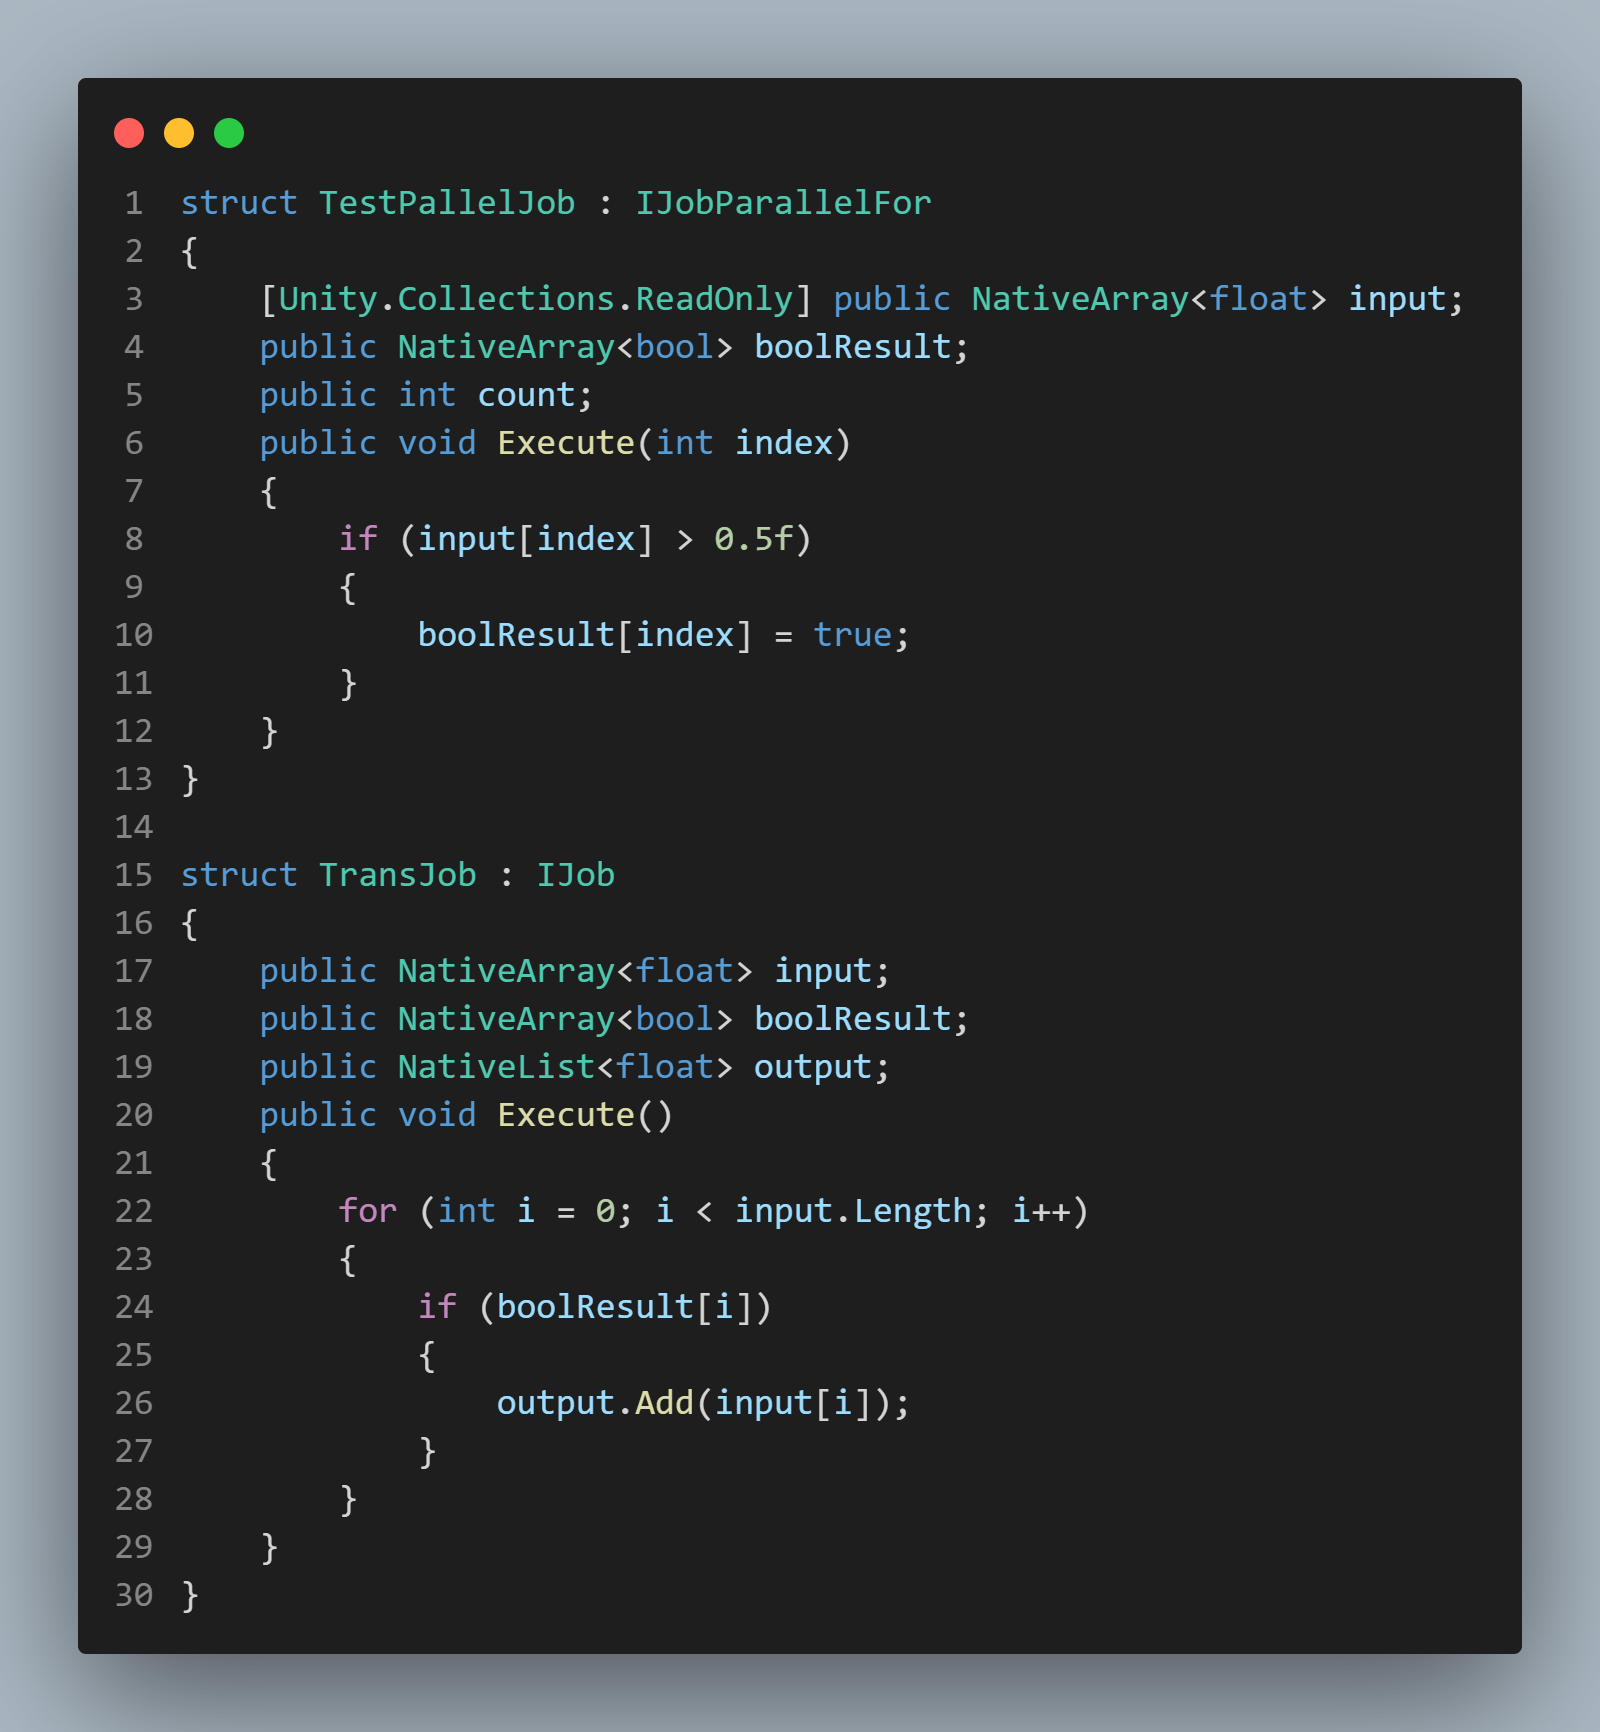 1 struct TestPallelJob : IJobParallelFor
2 {
3     [Unity.Collections.ReadOnly] public NativeArray<float> input;
4     public NativeArray<bool> boolResult;
5     public int count;
6     public void Execute(int index)
7     {
8         if (input[index] > 0.5f)
9         {
10             boolResult[index] = true;
11         }
12     }
13 }
14
15 struct TransJob : IJob
16 {
17     public NativeArray<float> input;
18     public NativeArray<bool> boolResult;
19     public NativeList<float> output;
20     public void Execute()
21     {
22         for (int i = 0; i < input.Length; i++)
23         {
24             if (boolResult[i])
25             {
26                 output.Add(input[i]);
27             }
28         }
29     }
30 }